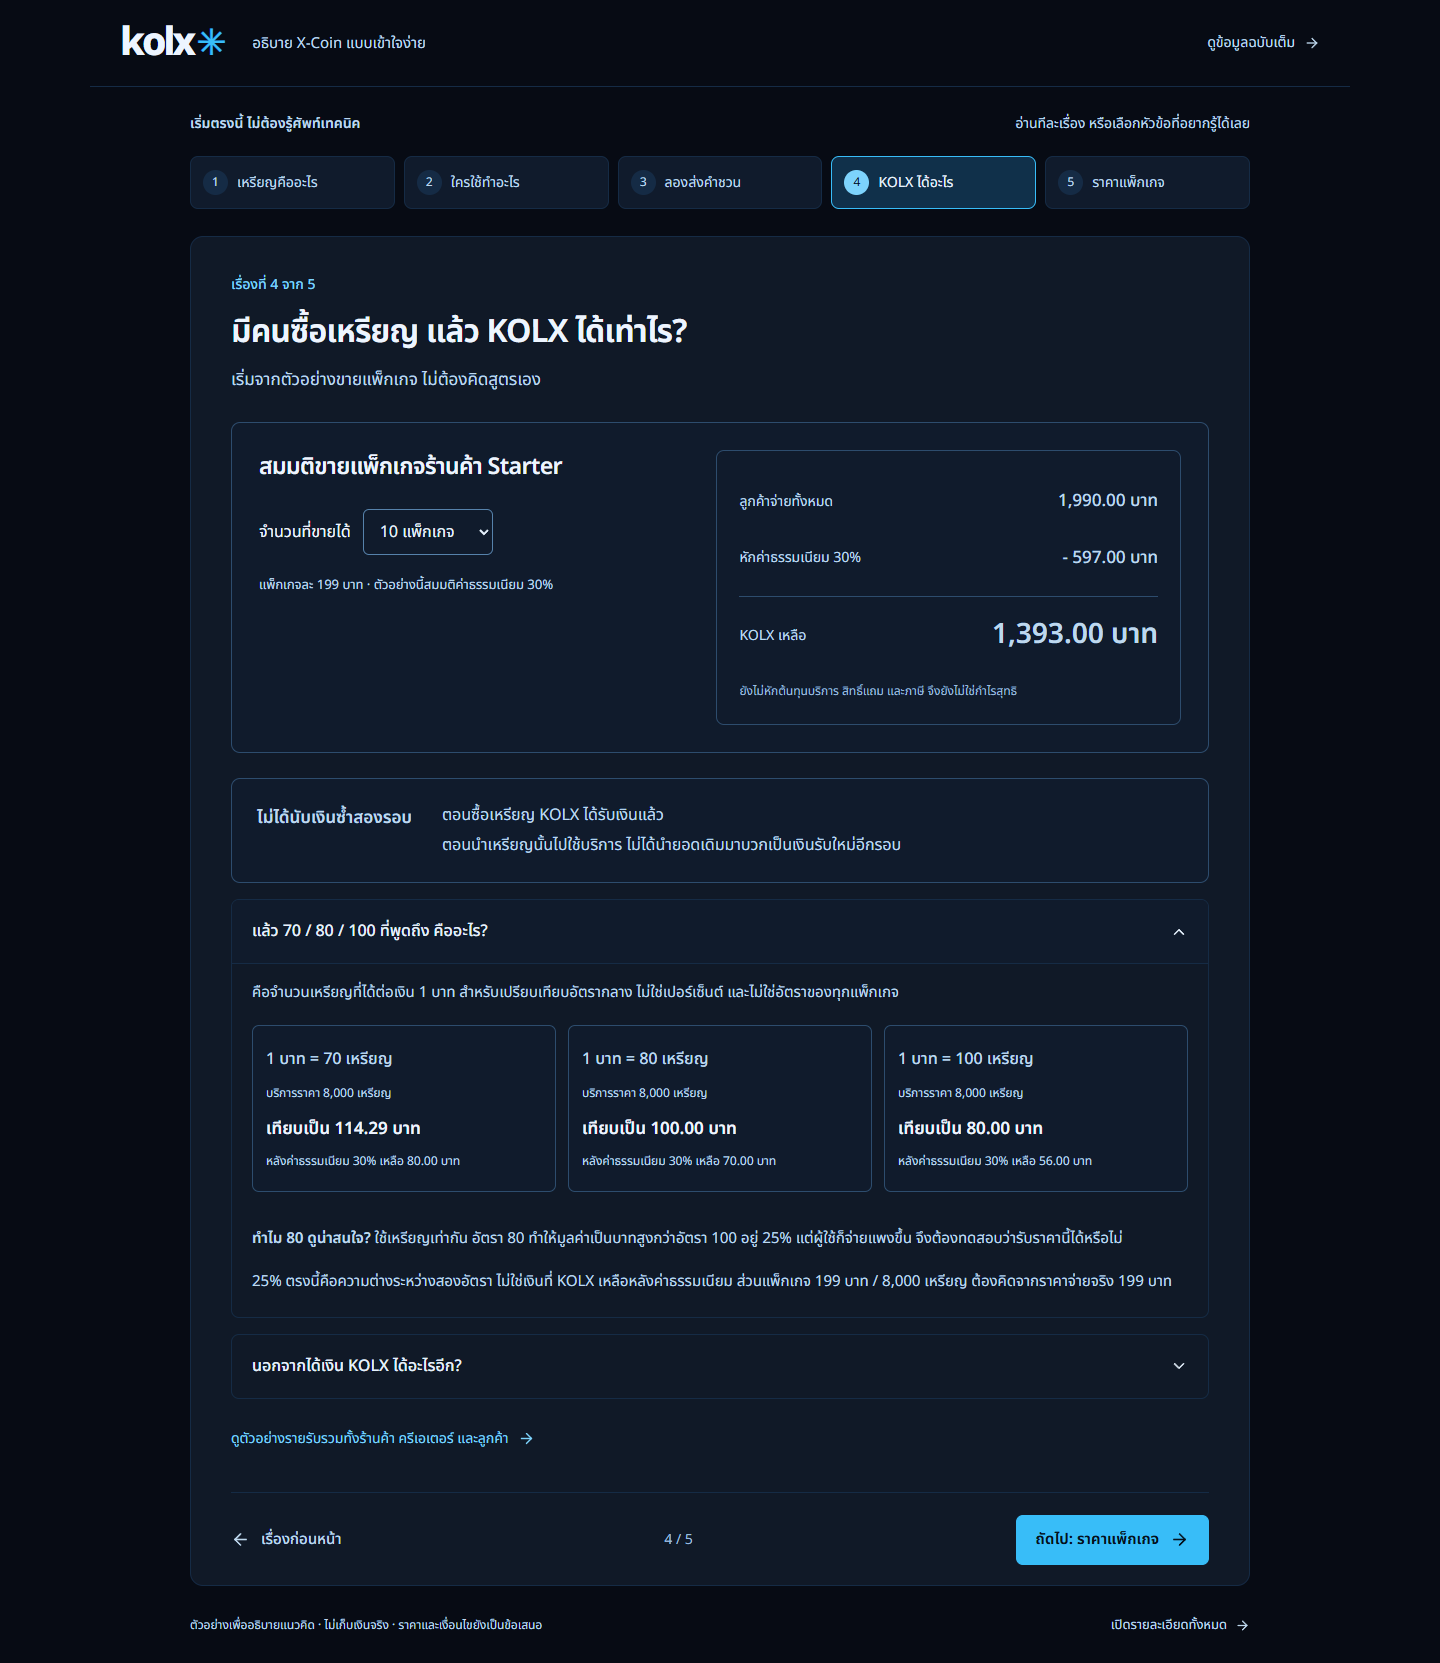 kolx
อธิบาย X-Coin แบบเข้าใจง่าย
ดูข้อมูลฉบับเต็ม →
เริ่มตรงนี้ ไม่ต้องรู้ศัพท์เทคนิค
อ่านทีละเรื่อง หรือเลือกหัวข้อที่อยากรู้ได้เลย
1 เหรียญคืออะไร
2 ใครใช้ทำอะไร
3 ลองส่งคำชวน
4 KOLX ได้อะไร
5 ราคาแพ็กเกจ
เรื่องที่ 4 จาก 5
มีคนซื้อเหรียญ แล้ว KOLX ได้เท่าไร?
เริ่มจากตัวอย่างขายแพ็กเกจ ไม่ต้องคิดสูตรเอง
สมมติขายแพ็กเกจร้านค้า Starter
จำนวนที่ขายได้ 10 แพ็กเกจ
แพ็กเกจละ 199 บาท · ตัวอย่างนี้สมมติค่าธรรมเนียม 30%
ลูกค้าจ่ายทั้งหมด 1,990.00 บาท
หักค่าธรรมเนียม 30% - 597.00 บาท
KOLX เหลือ 1,393.00 บาท
ยังไม่หักต้นทุนบริการ สิทธิ์แถม และภาษี จึงยังไม่ใช่กำไรสุทธิ
ไม่ได้นับเงินซ้ำสองรอบ
ตอนซื้อเหรียญ KOLX ได้รับเงินแล้ว
ตอนนำเหรียญนั้นไปใช้บริการ ไม่ได้นำยอดเดิมมาบวกเป็นเงินรับใหม่อีกรอบ
แล้ว 70 / 80 / 100 ที่พูดถึง คืออะไร?
คือจำนวนเหรียญที่ได้ต่อเงิน 1 บาท สำหรับเปรียบเทียบอัตรากลาง ไม่ใช่เปอร์เซ็นต์ และไม่ใช่อัตราของทุกแพ็กเกจ
1 บาท = 70 เหรียญ
บริการราคา 8,000 เหรียญ
เทียบเป็น 114.29 บาท
หลังค่าธรรมเนียม 30% เหลือ 80.00 บาท
1 บาท = 80 เหรียญ
บริการราคา 8,000 เหรียญ
เทียบเป็น 100.00 บาท
หลังค่าธรรมเนียม 30% เหลือ 70.00 บาท
1 บาท = 100 เหรียญ
บริการราคา 8,000 เหรียญ
เทียบเป็น 80.00 บาท
หลังค่าธรรมเนียม 30% เหลือ 56.00 บาท
ทำไม 80 ดูน่าสนใจ? ใช้เหรียญเท่ากัน อัตรา 80 ทำให้มูลค่าเป็นบาทสูงกว่าอัตรา 100 อยู่ 25% แต่ผู้ใช้ก็จ่ายแพงขึ้น จึงต้องทดสอบว่ารับราคานี้ได้หรือไม่
25% ตรงนี้คือความต่างระหว่างสองอัตรา ไม่ใช่เงินที่ KOLX เหลือหลังค่าธรรมเนียม ส่วนแพ็กเกจ 199 บาท / 8,000 เหรียญ ต้องคิดจากราคาจ่ายจริง 199 บาท
นอกจากได้เงิน KOLX ได้อะไรอีก?
ดูตัวอย่างรายรับรวมทั้งร้านค้า ครีเอเตอร์ และลูกค้า →
← เรื่องก่อนหน้า
4 / 5
ถัดไป: ราคาแพ็กเกจ →
ตัวอย่างเพื่ออธิบายแนวคิด · ไม่เก็บเงินจริง · ราคาและเงื่อนไขยังเป็นข้อเสนอ
เปิดรายละเอียดทั้งหมด →